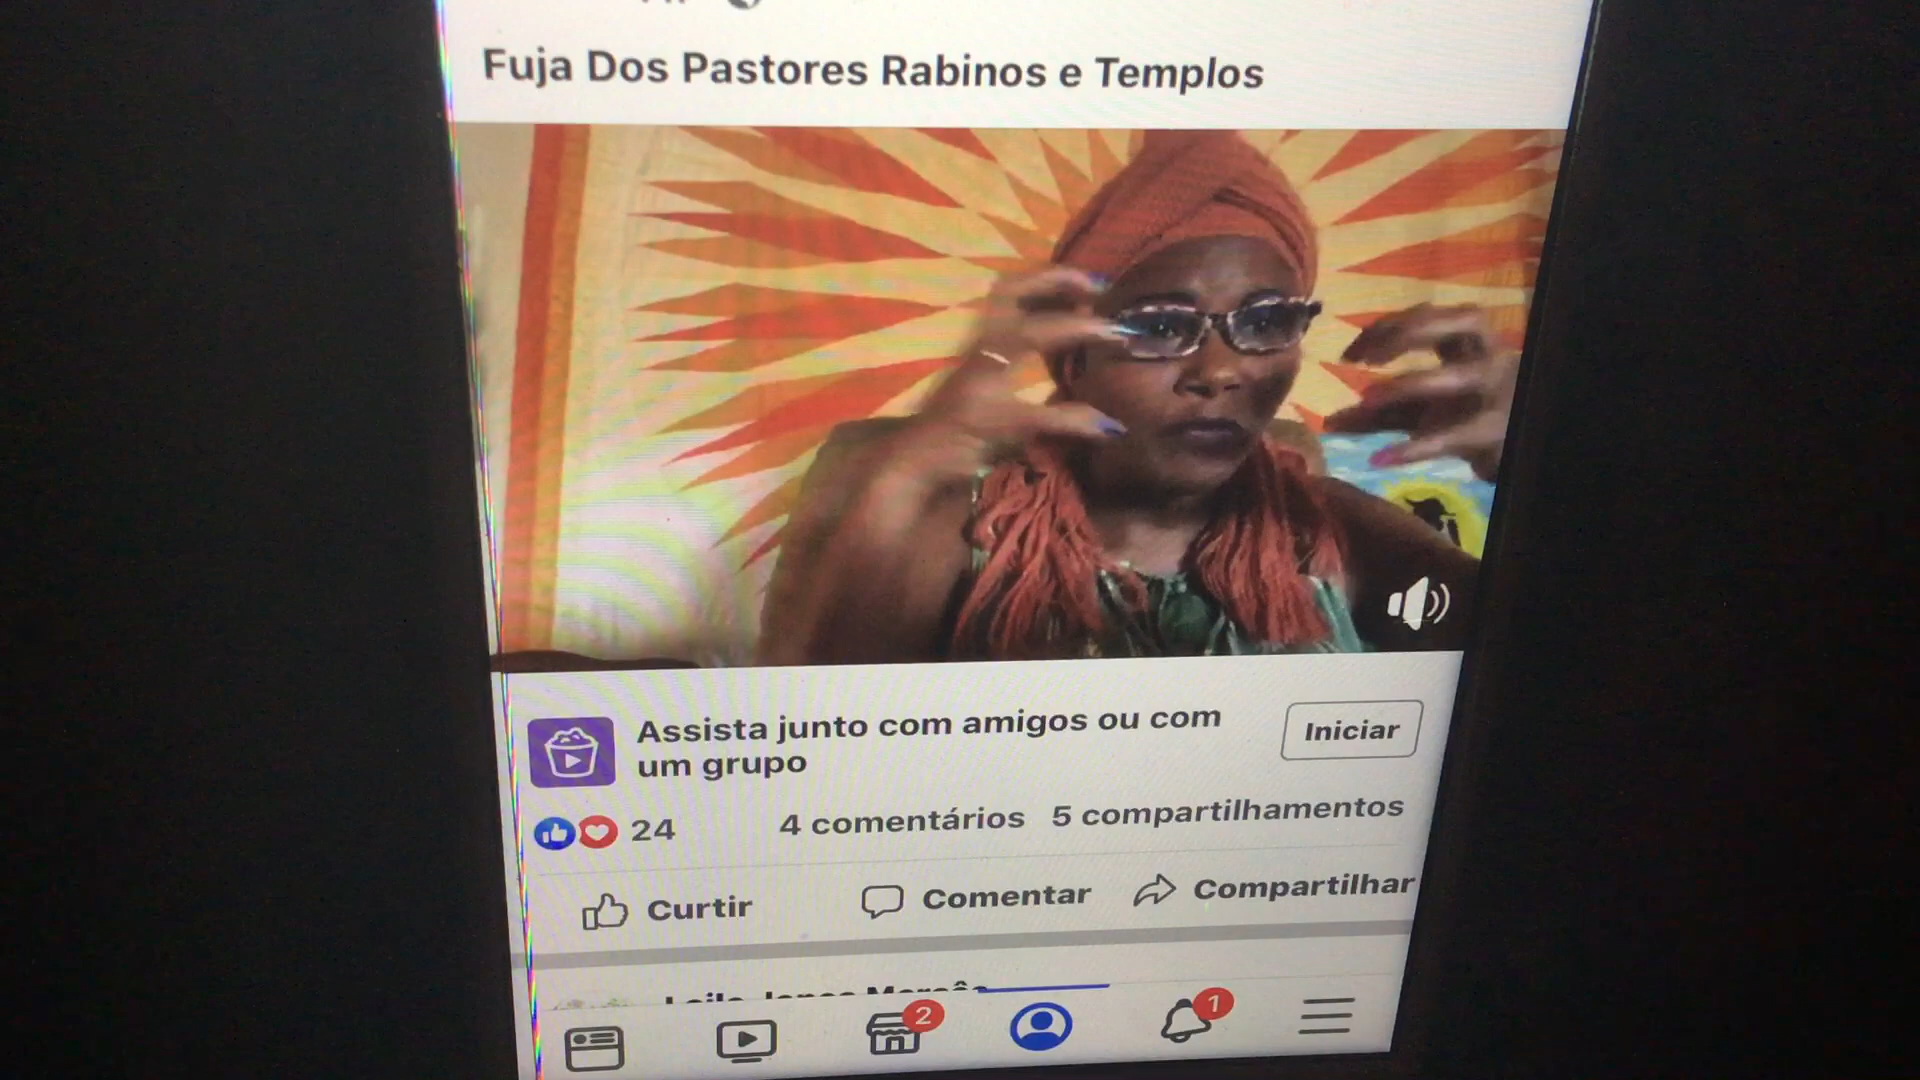 Fuja Dos Pastores Rabinos e Templos
Assista junto com amigos ou com
um grupo
Iniciar
24
4 comentários
5 compartilhamentos
Curtir
Comentar
Compartilhar
2
1